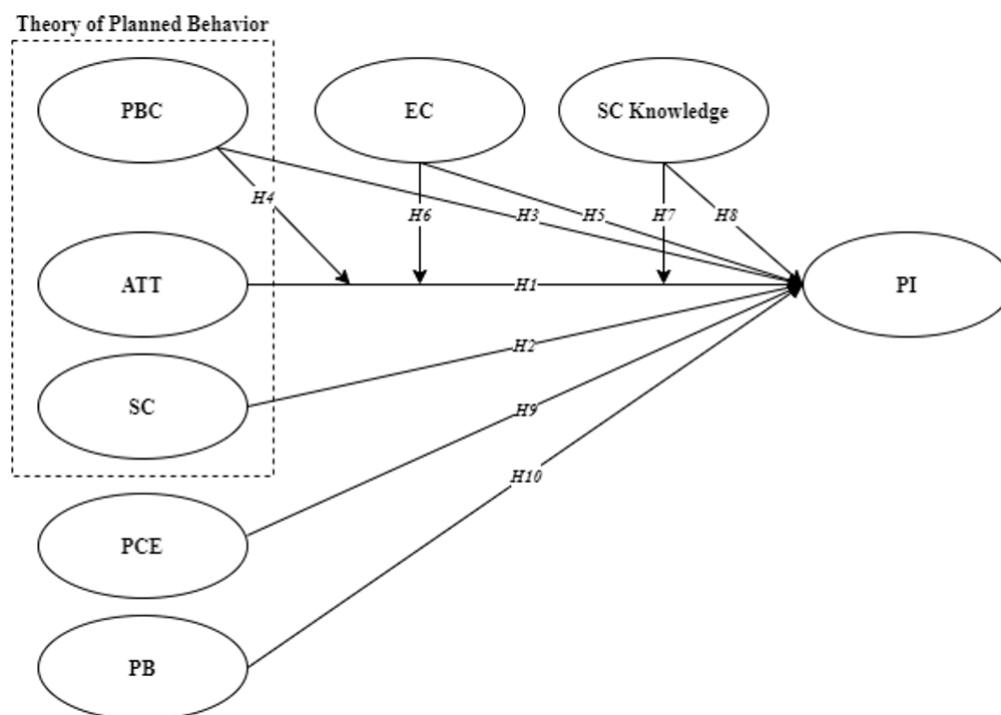 Theory of Planned Behavior
PBC
EC
SC Knowledge
H4
H6
H3
H5
H7
H8
ATT
H1
PI
H2
SC
H9
H10
PCE
PB